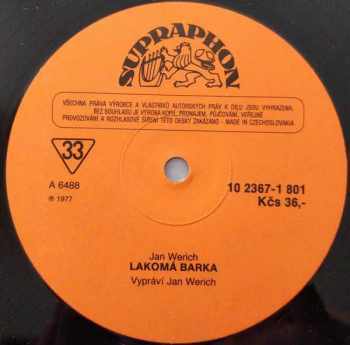 SUPRAPHON
VŠECHNA PRÁVA VÝROBCE A VLASTNÍKŮ AUTORSKÝCH PRÁV K DÍLU JSOU VYHRAZENA.
BEZ SOUHLASU JE VÝROBA KOPIÍ, PRONÁJEM, PŮJČOVÁNÍ, VEŘEJNÉ
PROVOZOVÁNÍ A ROZHLASOVÉ ŠÍŘENÍ TÉTO DESKY ZAKÁZÁNO - MADE IN CZECHOSLOVAKIA
33
A 6488
℗ 1977
10 2367-1 801
Kčs 36,-
Jan Werich
LAKOMÁ BARKA
Vypráví Jan Werich